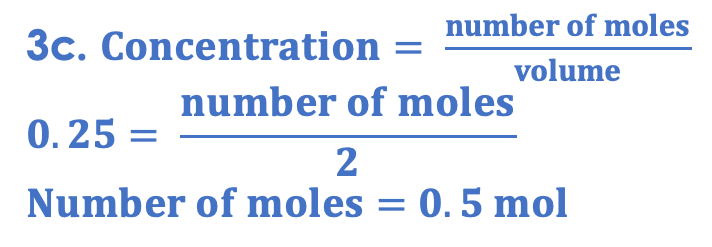 3c. Concentration = number of moles
volume
0.25 = number of moles
2
Number of moles = 0.5 mol